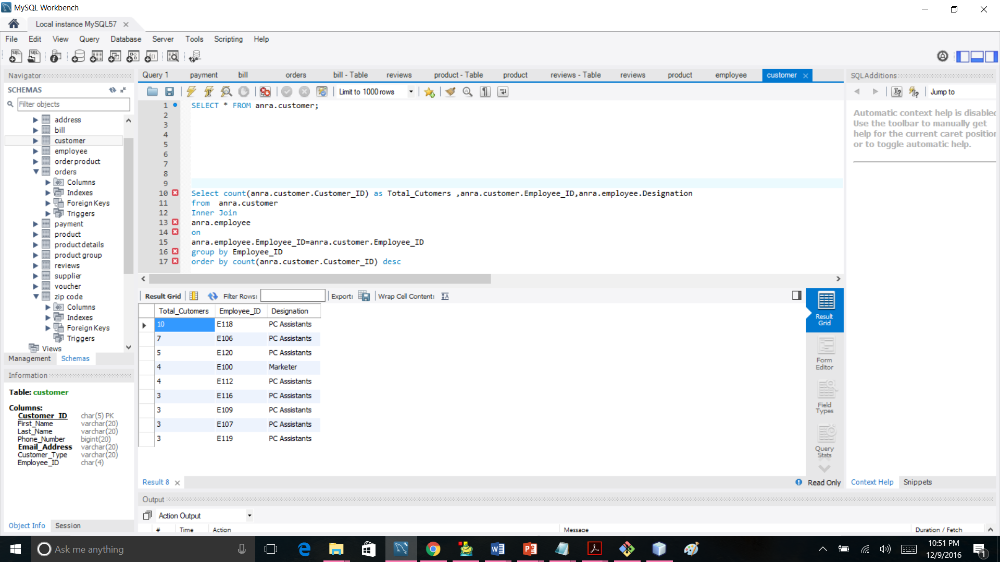 MySQL Workbench
Local instance MySQL57
File Edit View Query Database Server Tools Scripting Help
Navigator
SCHEMAS
Filter objects
address
bill
customer
employee
order product
orders
Columns
Indexes
Foreign Keys
Triggers
payment
product
product details
product group
reviews
supplier
voucher
zip code
Columns
Indexes
Foreign Keys
Triggers
Views
Management Schemas
Information
Table: customer
Columns:
Customer_ID char(5) PK
First_Name varchar(20)
Last_Name varchar(20)
Phone_Number bigint(20)
Email_Address varchar(20)
Customer_Type varchar(20)
Employee_ID char(4)
Object Info Session
Query 1 payment bill orders bill - Table reviews product - Table product reviews - Table reviews product employee customer
Limit to 1000 rows
1 SELECT * FROM anra.customer;
2
3
4
5
6
7
8
9
10 Select count(anra.customer.Customer_ID) as Total_Cutomers ,anra.customer.Employee_ID,anra.employee.Designation
11 from anra.customer
12 Inner Join
13 anra.employee
14 on
15 anra.employee.Employee_ID=anra.customer.Employee_ID
16 group by Employee_ID
17 order by count(anra.customer.Customer_ID) desc
Result Grid Filter Rows: Export: Wrap Cell Content:
Total_Cutomers Employee_ID Designation
10 E118 PC Assistants
7 E106 PC Assistants
5 E120 PC Assistants
4 E100 Marketer
4 E112 PC Assistants
3 E116 PC Assistants
3 E109 PC Assistants
3 E107 PC Assistants
3 E119 PC Assistants
Result Grid
Form Editor
Field Types
Query Stats
Result 8
Read Only
Output
Action Output
# Time Action Message Duration / Fetch
SQLAdditions
Jump to
Automatic context help is disabled
Use the toolbar to manually get
help for the current caret position
or to toggle automatic help.
Context Help Snippets
Ask me anything
10:51 PM
12/9/2016
1